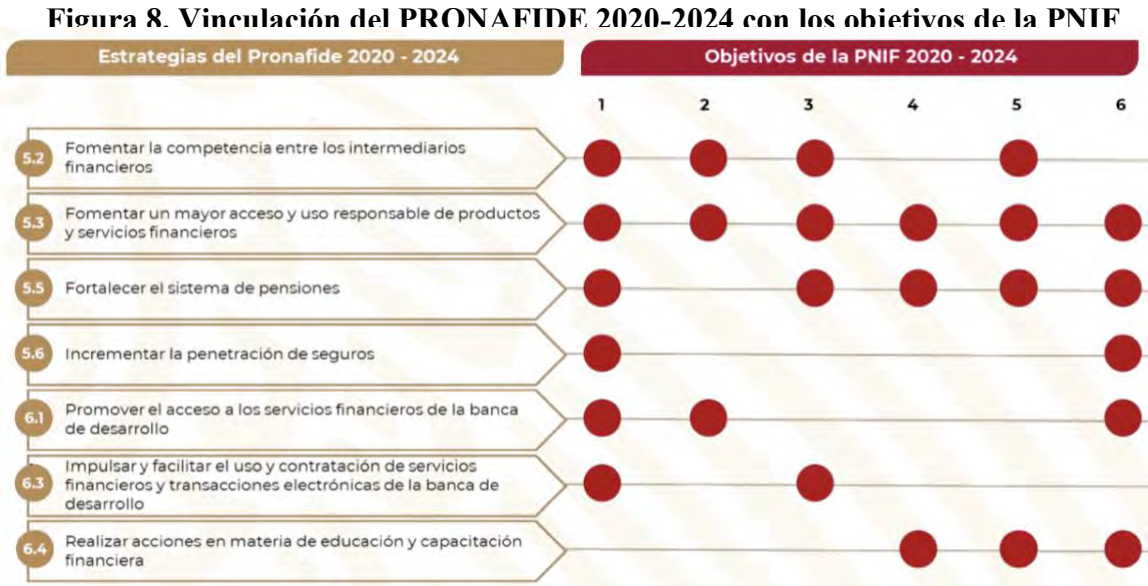 Figura 8. Vinculación del PRONAFIDE 2020-2024 con los objetivos de la PNIF
Estrategias del Pronafide 2020 - 2024
Objetivos de la PNIF 2020 - 2024
1 2 3 4 5 6
5.2 Fomentar la competencia entre los intermediarios
financieros
5.3 Fomentar un mayor acceso y uso responsable de productos
y servicios financieros
5.5 Fortalecer el sistema de pensiones
5.6 Incrementar la penetración de seguros
6.1 Promover el acceso a los servicios financieros de la banca
de desarrollo
6.3 Impulsar y facilitar el uso y contratación de servicios
financieros y transacciones electrónicas de la banca de
desarrollo
6.4 Realizar acciones en materia de educación y capacitación
financiera